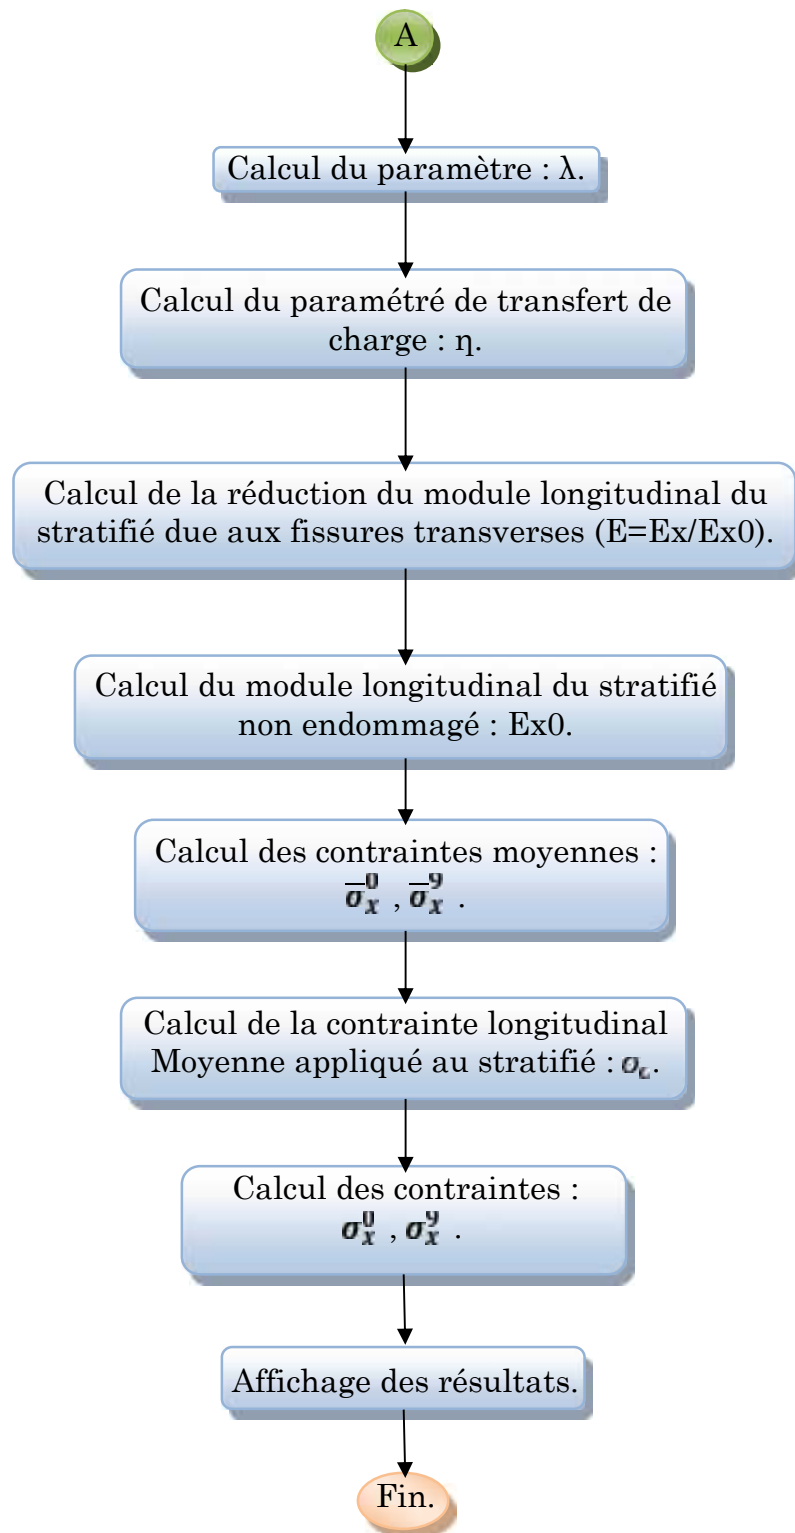 A
Calcul du paramètre : λ.
Calcul du paramétré de transfert de
charge : η.
Calcul de la réduction du module longitudinal du
stratifié due aux fissures transverses (E=Ex/Ex0).
Calcul du module longitudinal du stratifié
non endommagé : Ex0.
Calcul des contraintes moyennes :
σ̅ₓ⁰ , σ̅ₓ⁹ .
Calcul de la contrainte longitudinal
Moyenne appliqué au stratifié : σc.
Calcul des contraintes :
σₓ⁰ , σₓ⁹ .
Affichage des résultats.
Fin.